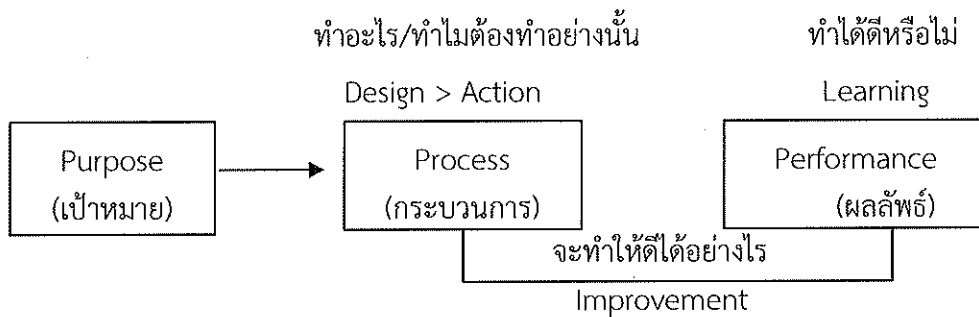 ทำอะไร/ทำไมต้องทำอย่างนั้น
ทำได้ดีหรือไม่
Design > Action
Learning
Purpose
(เป้าหมาย)
Process
(กระบวนการ)
Performance
(ผลลัพธ์)
จะทำให้ดีได้อย่างไร
Improvement